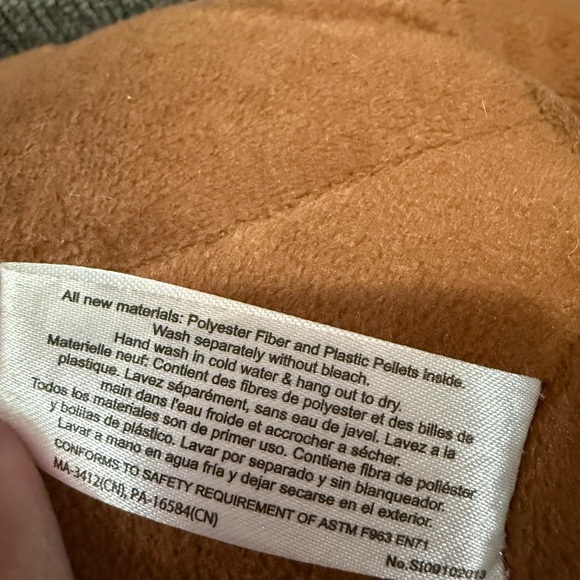 All new materials: Polyester Fiber and Plastic Pellets Inside.
Wash separately without bleach.
Hand wash in cold water & hang out to dry.
Materielle neuf: Contient des fibres de polyester et des billes de
plastique. Lavez séparément, sans eau de javel. Lavez a la
main dans l'eau froide et accrocher a sécher.
Todos los materiales son de primer uso. Contiene fibra de poliéster
y bolitas de plástico. Lavar por separado y sin blanqueador.
Lavar a mano en agua fría y dejar secarse en el exterior.
CONFORMS TO SAFETY REQUIREMENT OF ASTM F963 EN71
MA-3412(CN), PA-16584(CN)
No.SI09102013